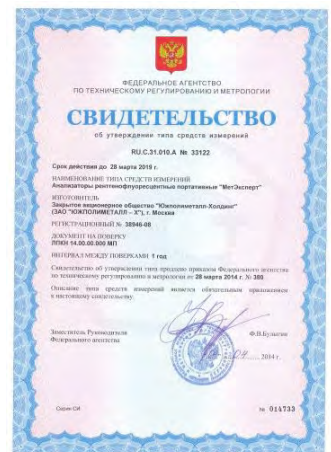 ФЕДЕРАЛЬНОЕ АГЕНТСТВО
ПО ТЕХНИЧЕСКОМУ РЕГУЛИРОВАНИЮ И МЕТРОЛОГИИ
СВИДЕТЕЛЬСТВО
об утверждении типа средств измерений
RU.C.31.010.A № 33122
Срок действия до 28 марта 2019 г.
НАИМЕНОВАНИЕ ТИПА СРЕДСТВ ИЗМЕРЕНИЙ
Анализаторы рентгенофлуоресцентные портативные "МетЭксперт"
ИЗГОТОВИТЕЛЬ
Закрытое акционерное общество "Южполиметалл-Холдинг"
(ЗАО "ЮЖПОЛИМЕТАЛЛ – Х"), г. Москва
РЕГИСТРАЦИОННЫЙ № 38946-08
ДОКУМЕНТ НА ПОВЕРКУ
ЛПКН 14.00.00.000 МП
ИНТЕРВАЛ МЕЖДУ ПОВЕРКАМИ 1 год
Свидетельство об утверждении типа продлено приказом Федерального агентства
по техническому регулированию и метрологии от 28 марта 2014 г. № 380
Описание типа средств измерений является обязательным приложением
к настоящему свидетельству.
Заместитель Руководителя
Федерального агентства
Ф.В.Булыгин
04 2014 г.
Серия СИ
№ 014733